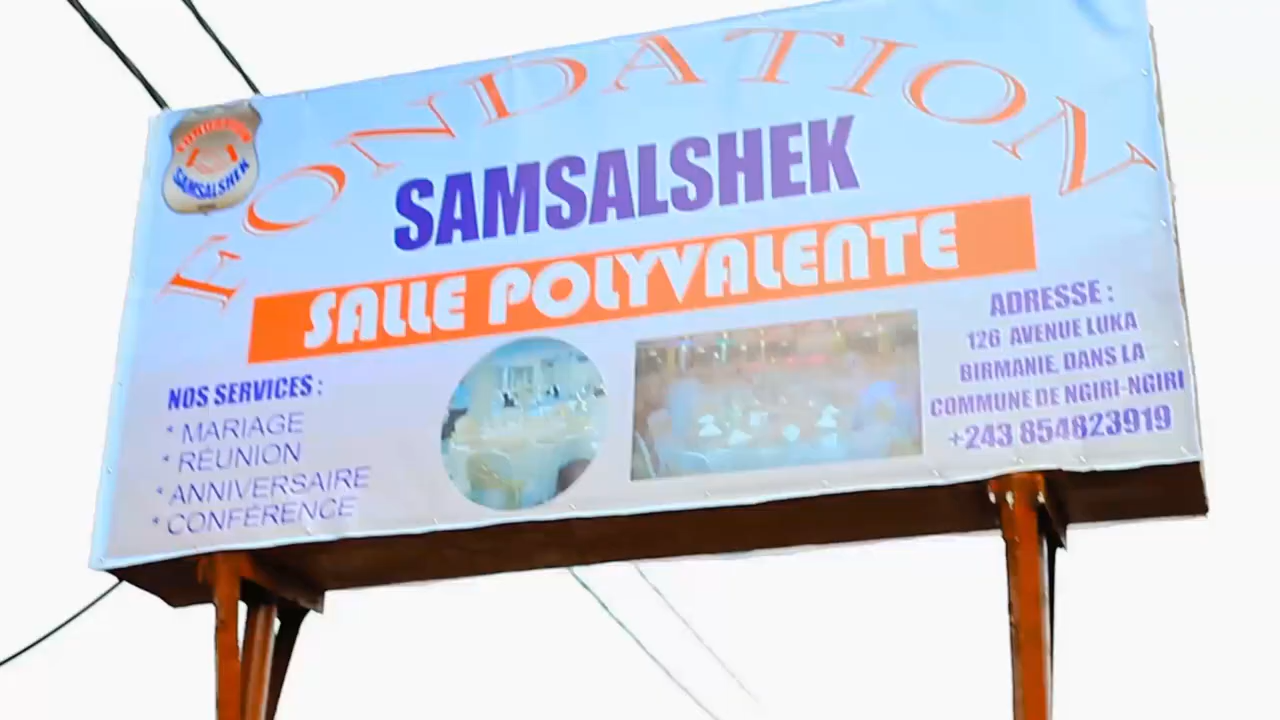 FONDATION
FONDATION
SAMSALSHEK
SAMSALSHEK
SALLE POLYVALENTE
NOS SERVICES :
* MARIAGE
* RÉUNION
* ANNIVERSAIRE
* CONFÉRENCE
ADRESSE :
126 AVENUE LUKA
BIRMANIE, DANS LA
COMMUNE DE NGIRI-NGIRI
+243 854823919